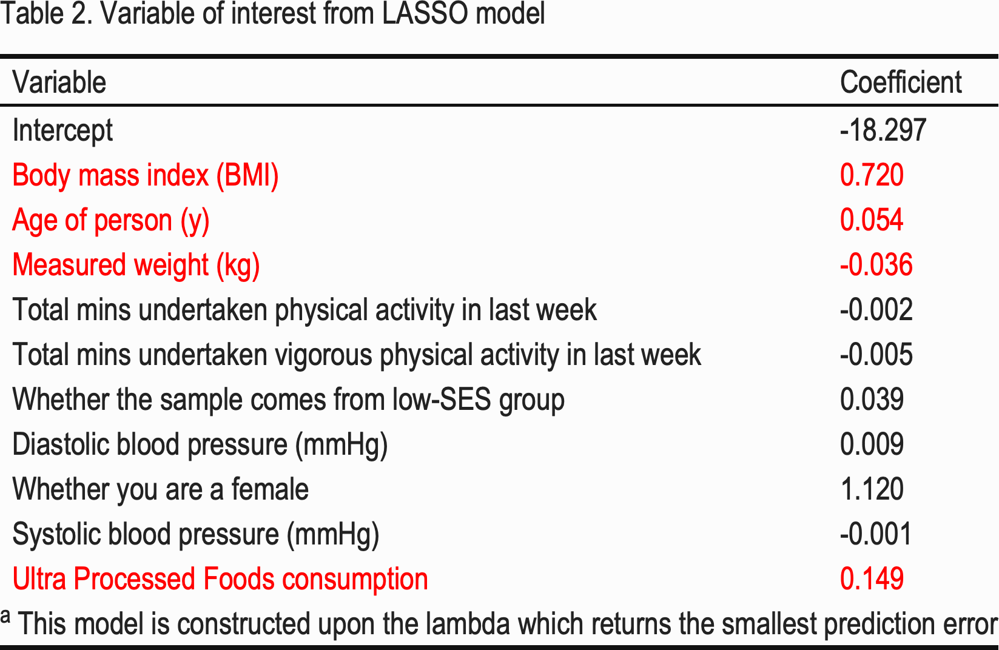 Table 2. Variable of interest from LASSO model
Variable Coefficient
Intercept -18.297
Body mass index (BMI) 0.720
Age of person (y) 0.054
Measured weight (kg) -0.036
Total mins undertaken physical activity in last week -0.002
Total mins undertaken vigorous physical activity in last week -0.005
Whether the sample comes from low-SES group 0.039
Diastolic blood pressure (mmHg) 0.009
Whether you are a female 1.120
Systolic blood pressure (mmHg) -0.001
Ultra Processed Foods consumption 0.149
a This model is constructed upon the lambda which returns the smallest prediction error